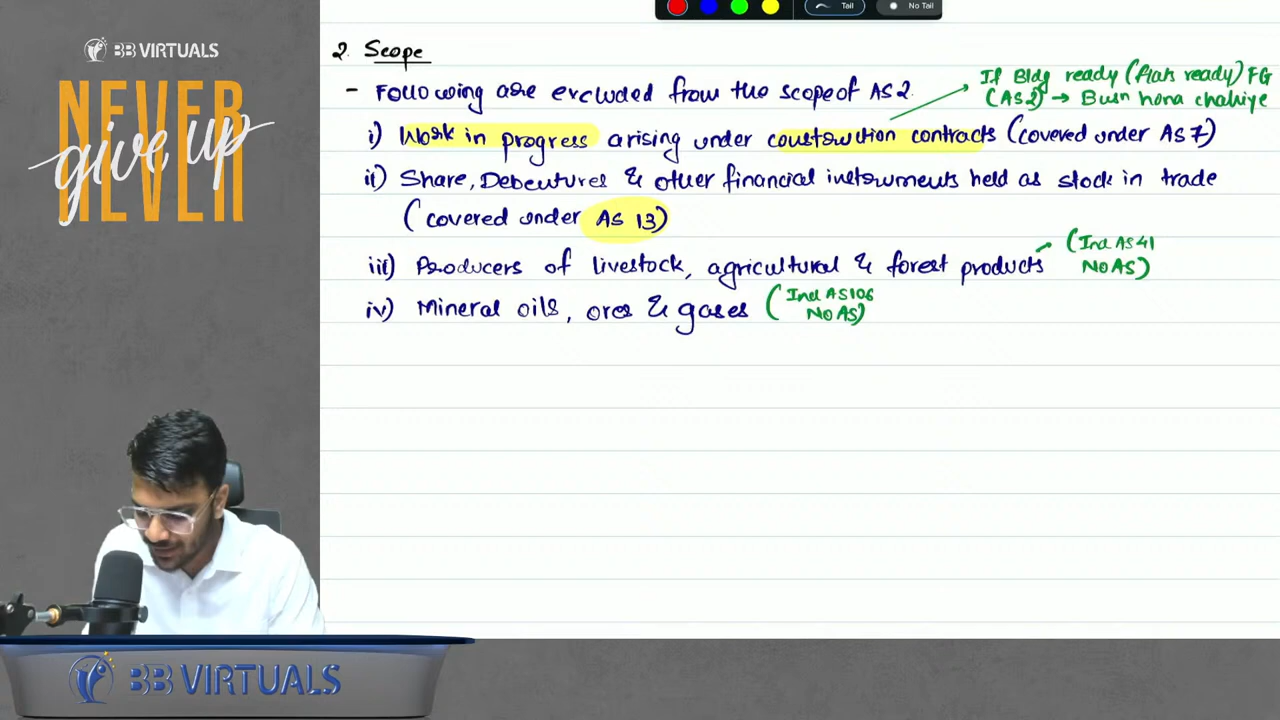 Tail
No Tail
BB VIRTUALS
NEVER
give up
NEVER
2. Scope
- Following are excluded from the scope of AS 2.
If Bldg ready (flats ready) FG
(AS2) → Busn hona chahiye
i) Work in progress arising under construction contracts (covered under AS 7)
ii) Share, Debentures & other financial instruments held as stock in trade
(covered under AS 13)
iii) Producers of livestock, agricultural & forest products
(Ind AS 41
NO AS)
iv) Mineral oils, ores & gases
(Ind AS 106
NO AS)
BB VIRTUALS